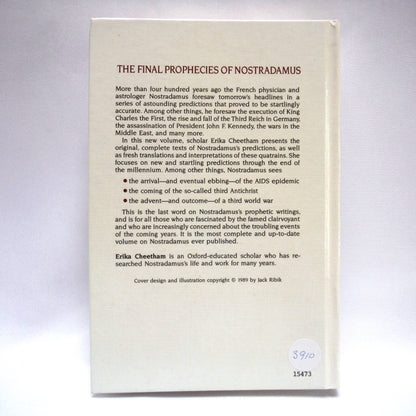 THE FINAL PROPHECIES OF NOSTRADAMUS
More than four hundred years ago the French physician and
astrologer Nostradamus foresaw tomorrow's headlines in a
series of astounding predictions that proved to be startlingly
accurate. Among other things, he foresaw the execution of King
Charles the First, the rise and fall of the Third Reich in Germany,
the assassination of President John F. Kennedy, the wars in the
Middle East, and many more.
In this new volume, scholar Erika Cheetham presents the
original, complete texts of Nostradamus's predictions, as well
as fresh translations and interpretations of these quatrains. She
focuses on new and startling predictions through the end of
the millennium. Among other things, Nostradamus sees
• the arrival—and eventual ebbing—of the AIDS epidemic
• the coming of the so-called third Antichrist
• the advent—and outcome—of a third world war
This is the last word on Nostradamus's prophetic writings,
and is for all those who are fascinated by the famed clairvoyant
and who are increasingly concerned about the troubling events
of the coming years. It is the most complete and up-to-date
volume on Nostradamus ever published.
Erika Cheetham is an Oxford-educated scholar who has re-
searched Nostradamus's life and work for many years.
Cover design and illustration copyright © 1989 by Jack Ribik
3910
15473